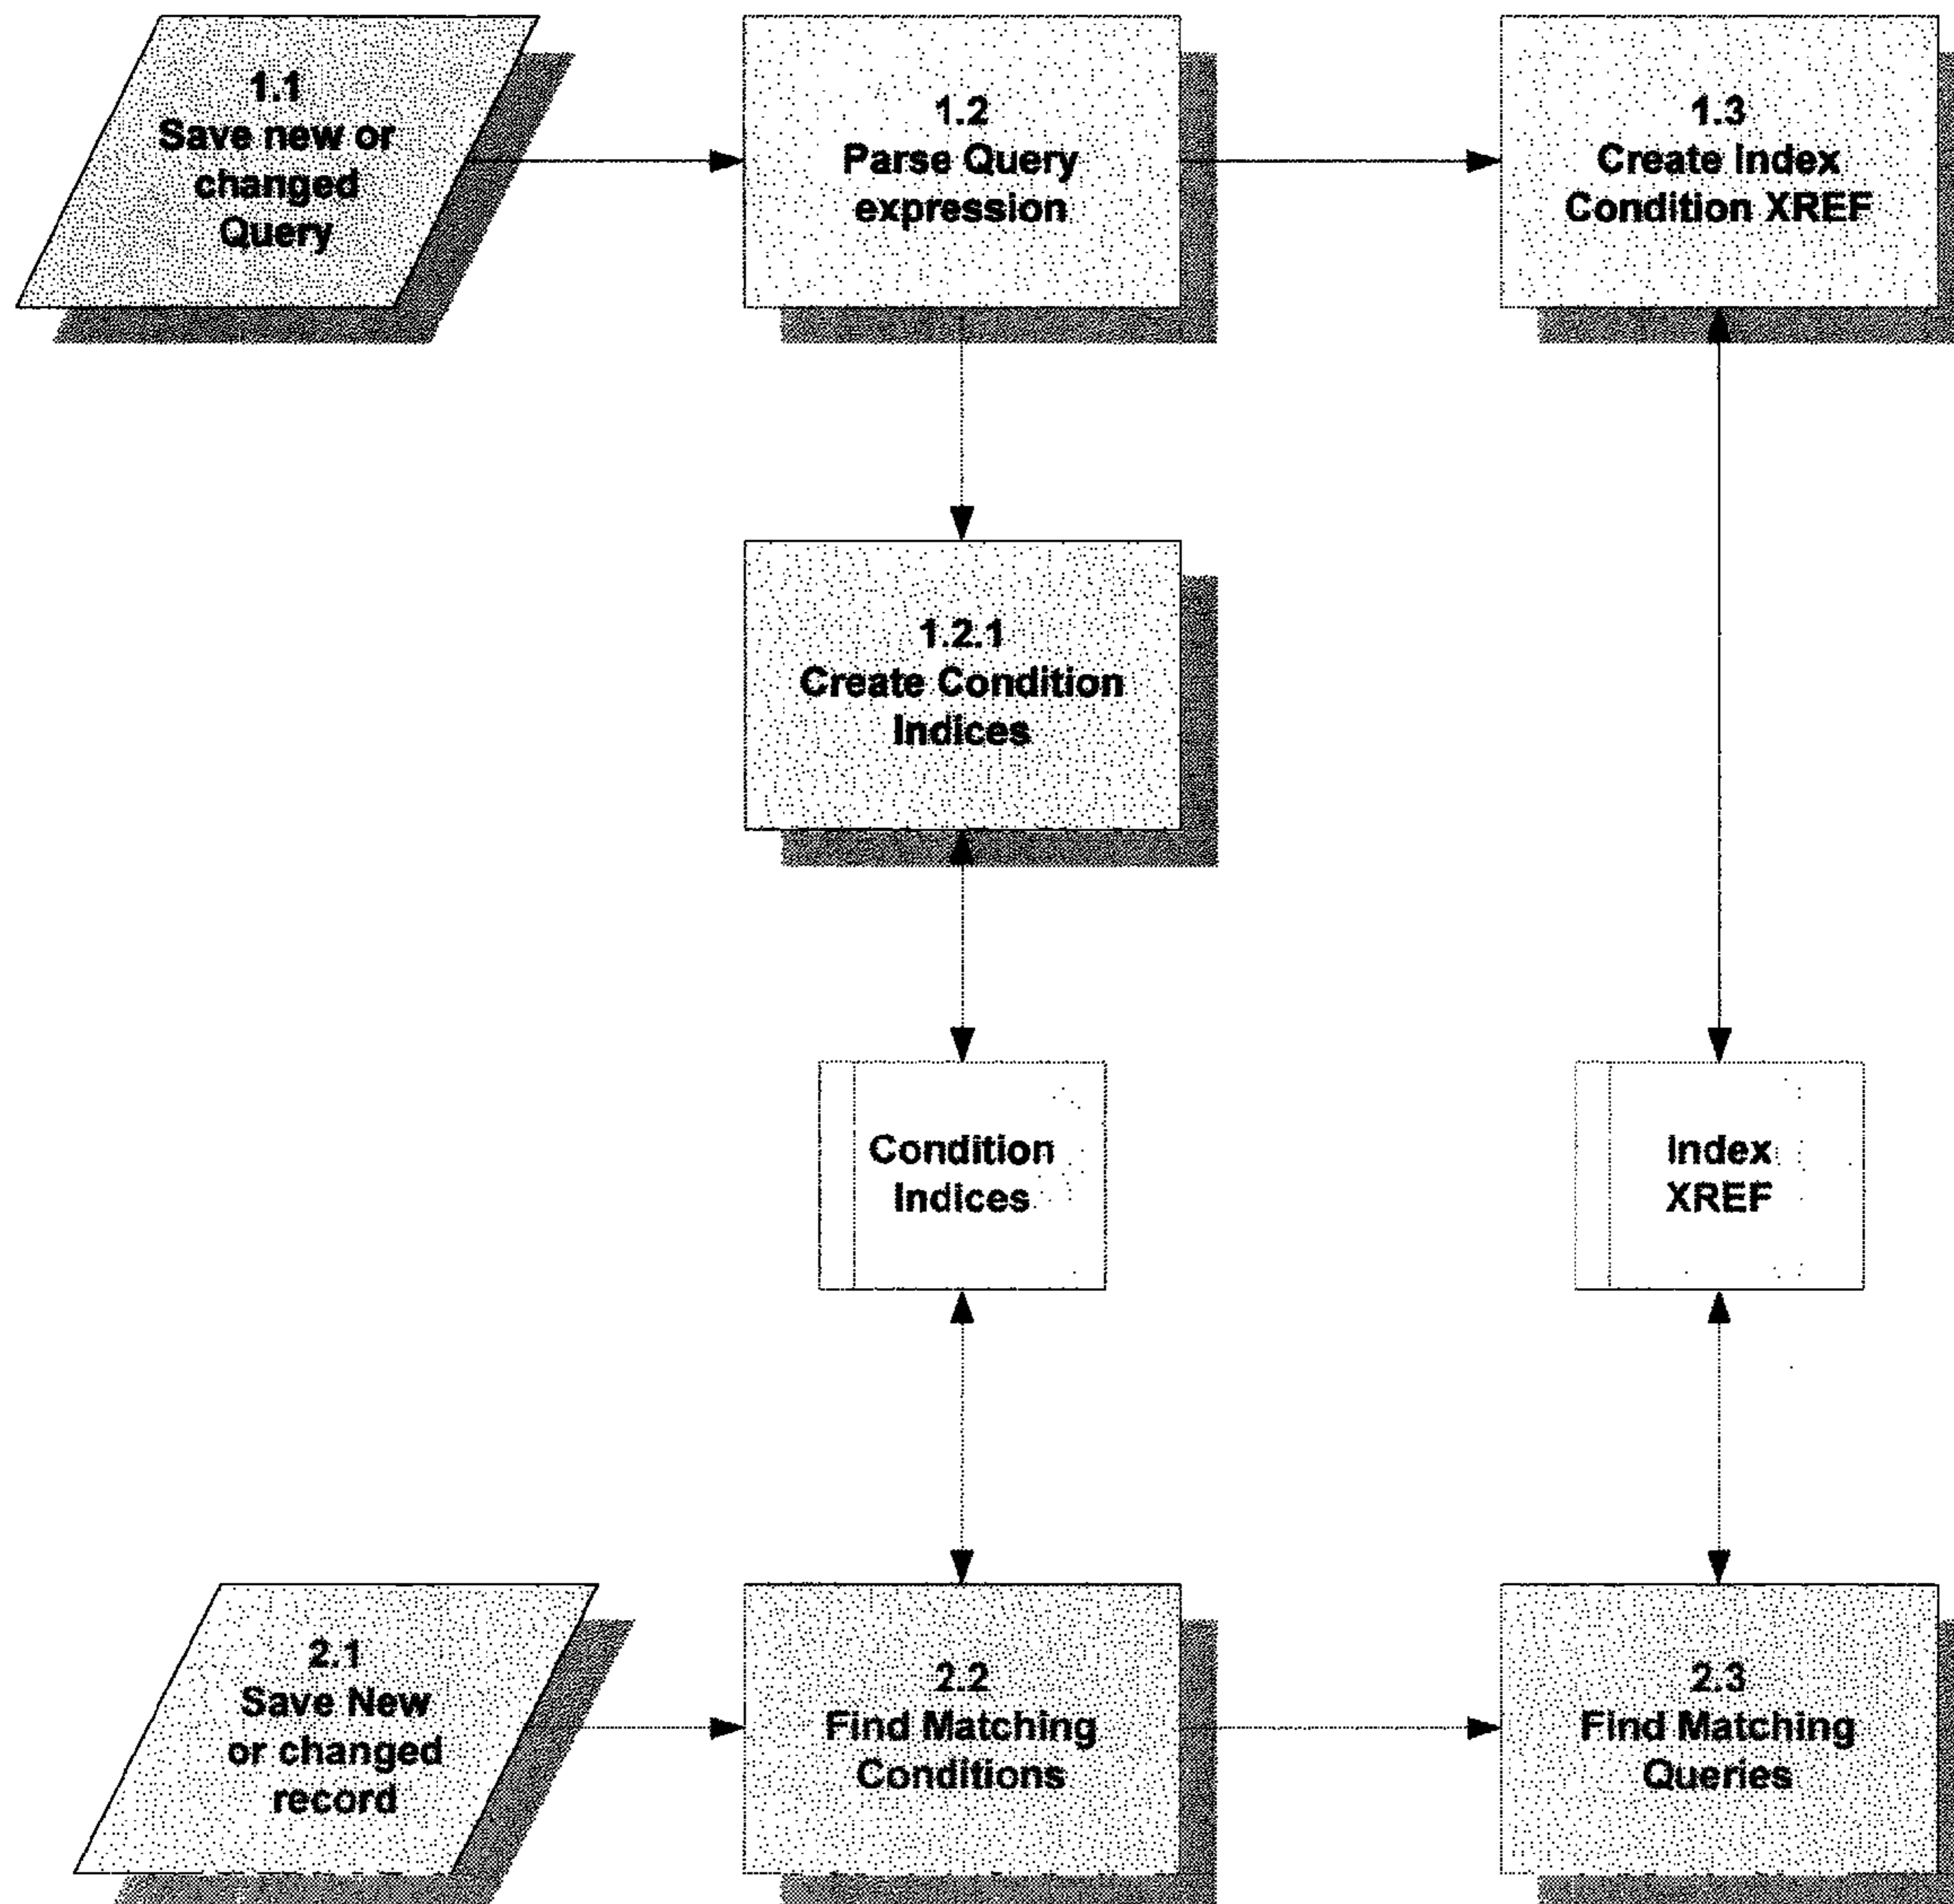 1.1
Save new or
changed
Query
1.2
Parse Query
expression
1.3
Create Index
Condition XREF
1.2.1
Create Condition
Indices
Condition
Indices
Index
XREF
2.1
Save New
or changed
record
2.2
Find Matching
Conditions
2.3
Find Matching
Queries